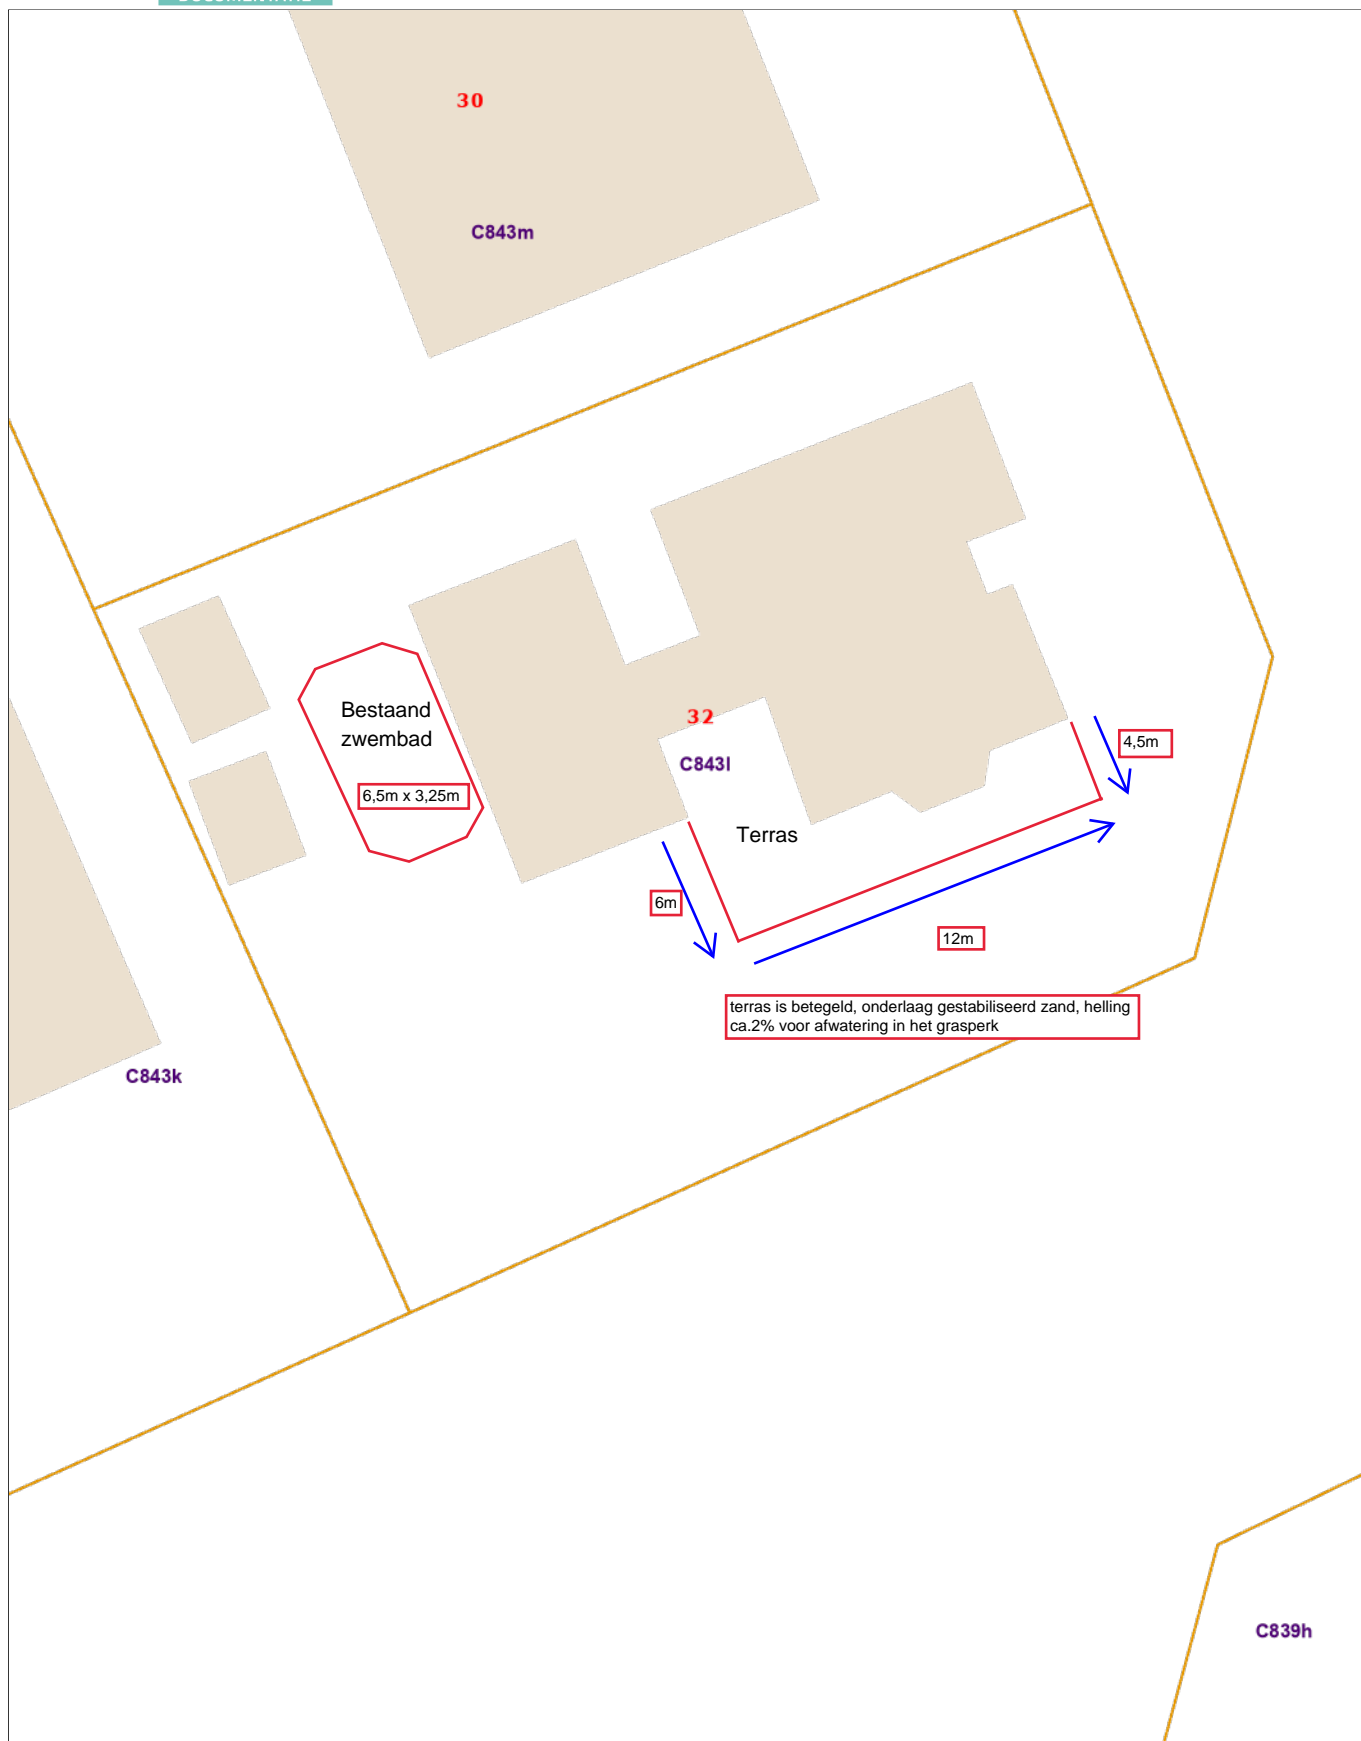 30
C843m
Bestaand
zwembad
6,5m x 3,25m
32
C843l
Terras
4,5m
6m
12m
terras is betegeld, onderlaag gestabiliseerd zand, helling
ca.2% voor afwatering in het grasperk
C843k
C839h